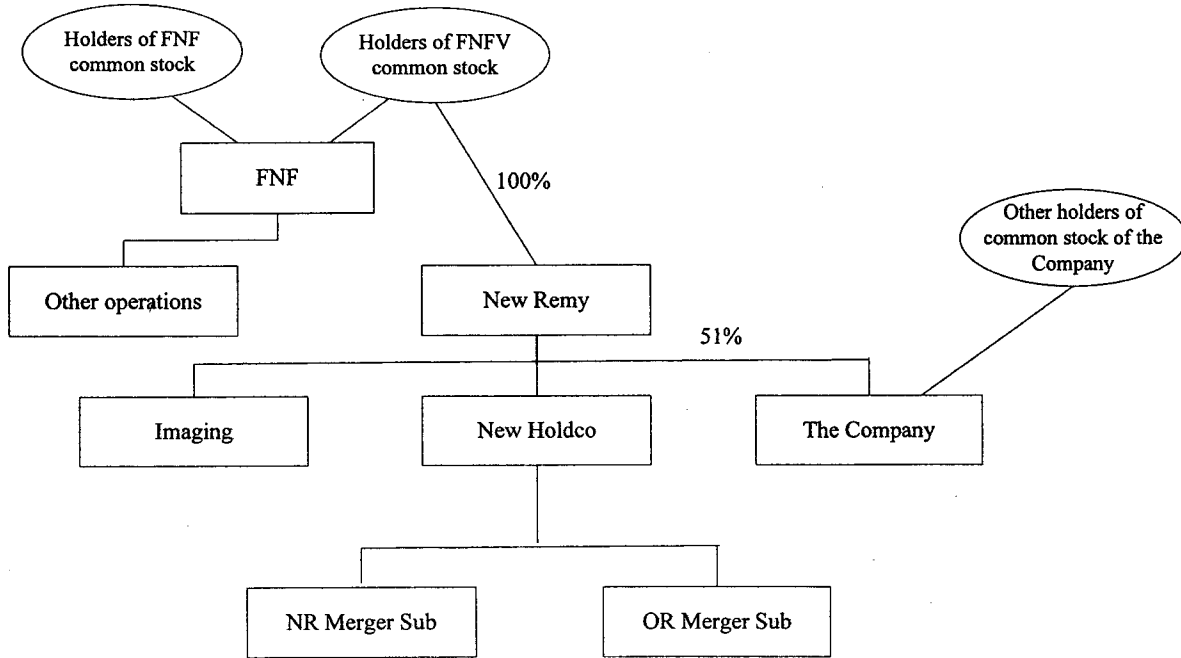 Holders of FNF
common stock
Holders of FNFV
common stock
FNF
100%
Other holders of
common stock of the
Company
Other operations
New Remy
51%
Imaging
New Holdco
The Company
NR Merger Sub
OR Merger Sub